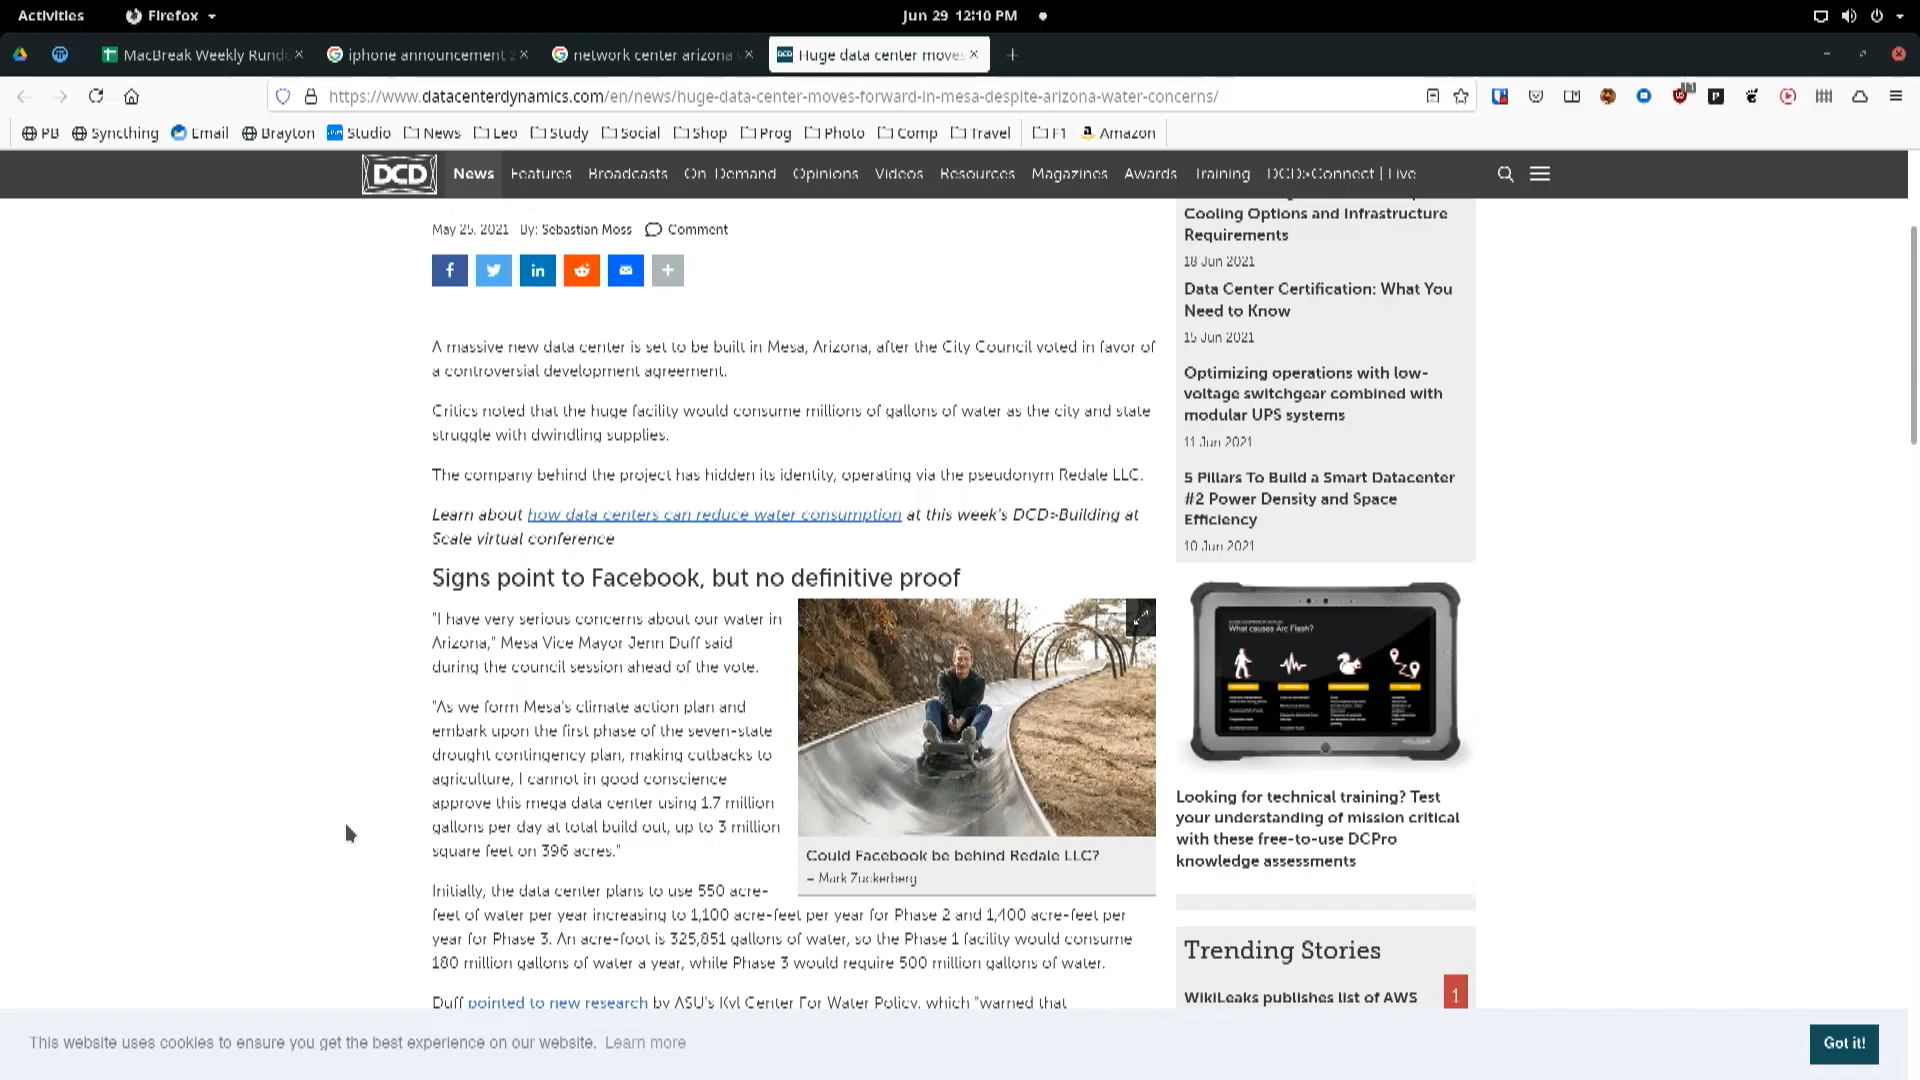 Activities
Firefox
Jun 29 12:10 PM
MacBreak Weekly Rund
iphone announcement 2
network center arizona
DCD Huge data center moves
https://www.datacenterdynamics.com/en/news/huge-data-center-moves-forward-in-mesa-despite-arizona-water-concerns/
PB Syncthing Email Brayton Studio News Leo Study Social Shop Prog Photo Comp Travel F1 Amazon
DCD News Features Broadcasts On-Demand Opinions Videos Resources Magazines Awards Training DCD>Connect | Live
May 25, 2021 By: Sebastian Moss Comment
A massive new data center is set to be built in Mesa, Arizona, after the City Council voted in favor of
a controversial development agreement.
Critics noted that the huge facility would consume millions of gallons of water as the city and state
struggle with dwindling supplies.
The company behind the project has hidden its identity, operating via the pseudonym Redale LLC.
Learn about how data centers can reduce water consumption at this week's DCD>Building at
Scale virtual conference
Signs point to Facebook, but no definitive proof
"I have very serious concerns about our water in
Arizona," Mesa Vice Mayor Jenn Duff said
during the council session ahead of the vote.
"As we form Mesa's climate action plan and
embark upon the first phase of the seven-state
drought contingency plan, making cutbacks to
agriculture, I cannot in good conscience
approve this mega data center using 1.7 million
gallons per day at total build out, up to 3 million
square feet on 396 acres."
Could Facebook be behind Redale LLC?
– Mark Zuckerberg
Initially, the data center plans to use 550 acre-
feet of water per year increasing to 1,100 acre-feet per year for Phase 2 and 1,400 acre-feet per
year for Phase 3. An acre-foot is 325,851 gallons of water, so the Phase 1 facility would consume
180 million gallons of water a year, while Phase 3 would require 500 million gallons of water.
Duff pointed to new research by ASU's Kyl Center For Water Policy, which "warned that
Cooling Options and Infrastructure
Requirements
18 Jun 2021
Data Center Certification: What You
Need to Know
15 Jun 2021
Optimizing operations with low-
voltage switchgear combined with
modular UPS systems
11 Jun 2021
5 Pillars To Build a Smart Datacenter
#2 Power Density and Space
Efficiency
10 Jun 2021
What causes Arc Flash?
Looking for technical training? Test
your understanding of mission critical
with these free-to-use DCPro
knowledge assessments
Trending Stories
WikiLeaks publishes list of AWS
1
This website uses cookies to ensure you get the best experience on our website. Learn more
Got it!